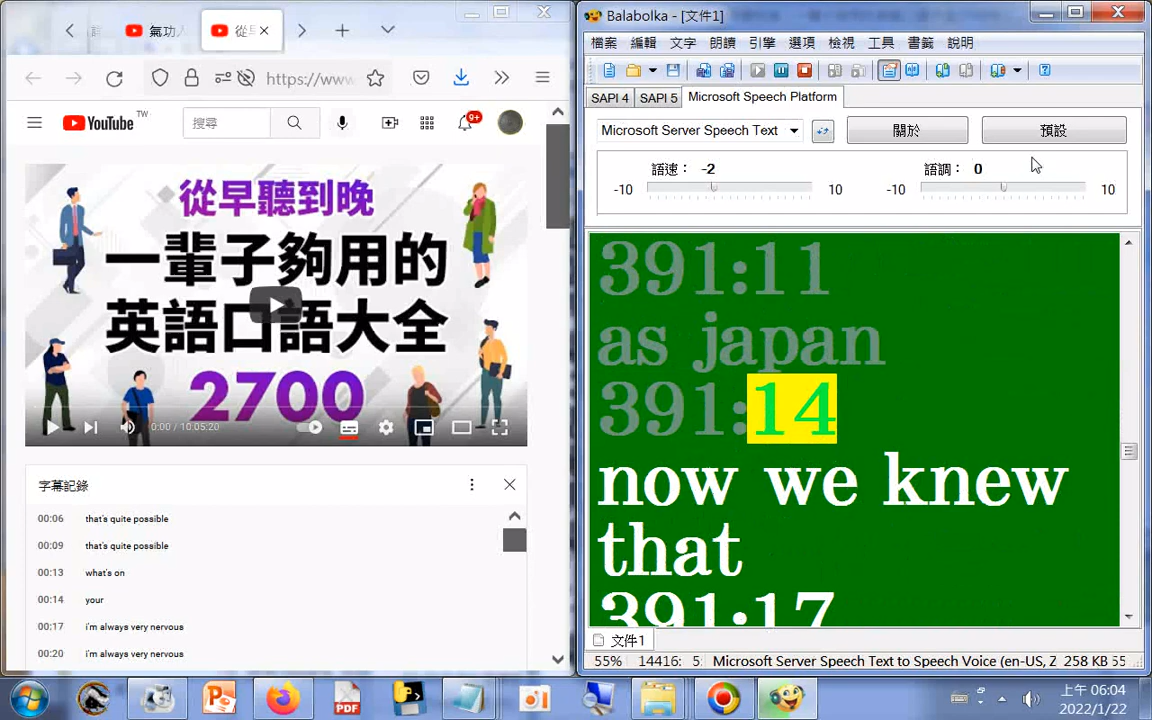 氣功人
從
https://www
YouTube TW
搜尋
9+
從早聽到晚
一輩子夠用的
英語口語大全
2700
0:00 / 10:05:20
字幕記錄
00:06 that's quite possible
00:09 that's quite possible
00:13 what's on
00:14 your
00:17 i'm always very nervous
00:20 i'm always very nervous
Balabolka - [文件1]
檔案 編輯 文字 朗讀 引擎 選項 檢視 工具 書籤 說明
SAPI 4 SAPI 5 Microsoft Speech Platform
Microsoft Server Speech Text 關於 預設
語速： -2 語調： 0
-10 10 -10 10
391:11
as japan
391:14
now we knew
that
391:17
文件1
55% 14416: 5: Microsoft Server Speech Text to Speech Voice (en-US, Z 258 KB 55
PDF
上午 06:04
2022/1/22